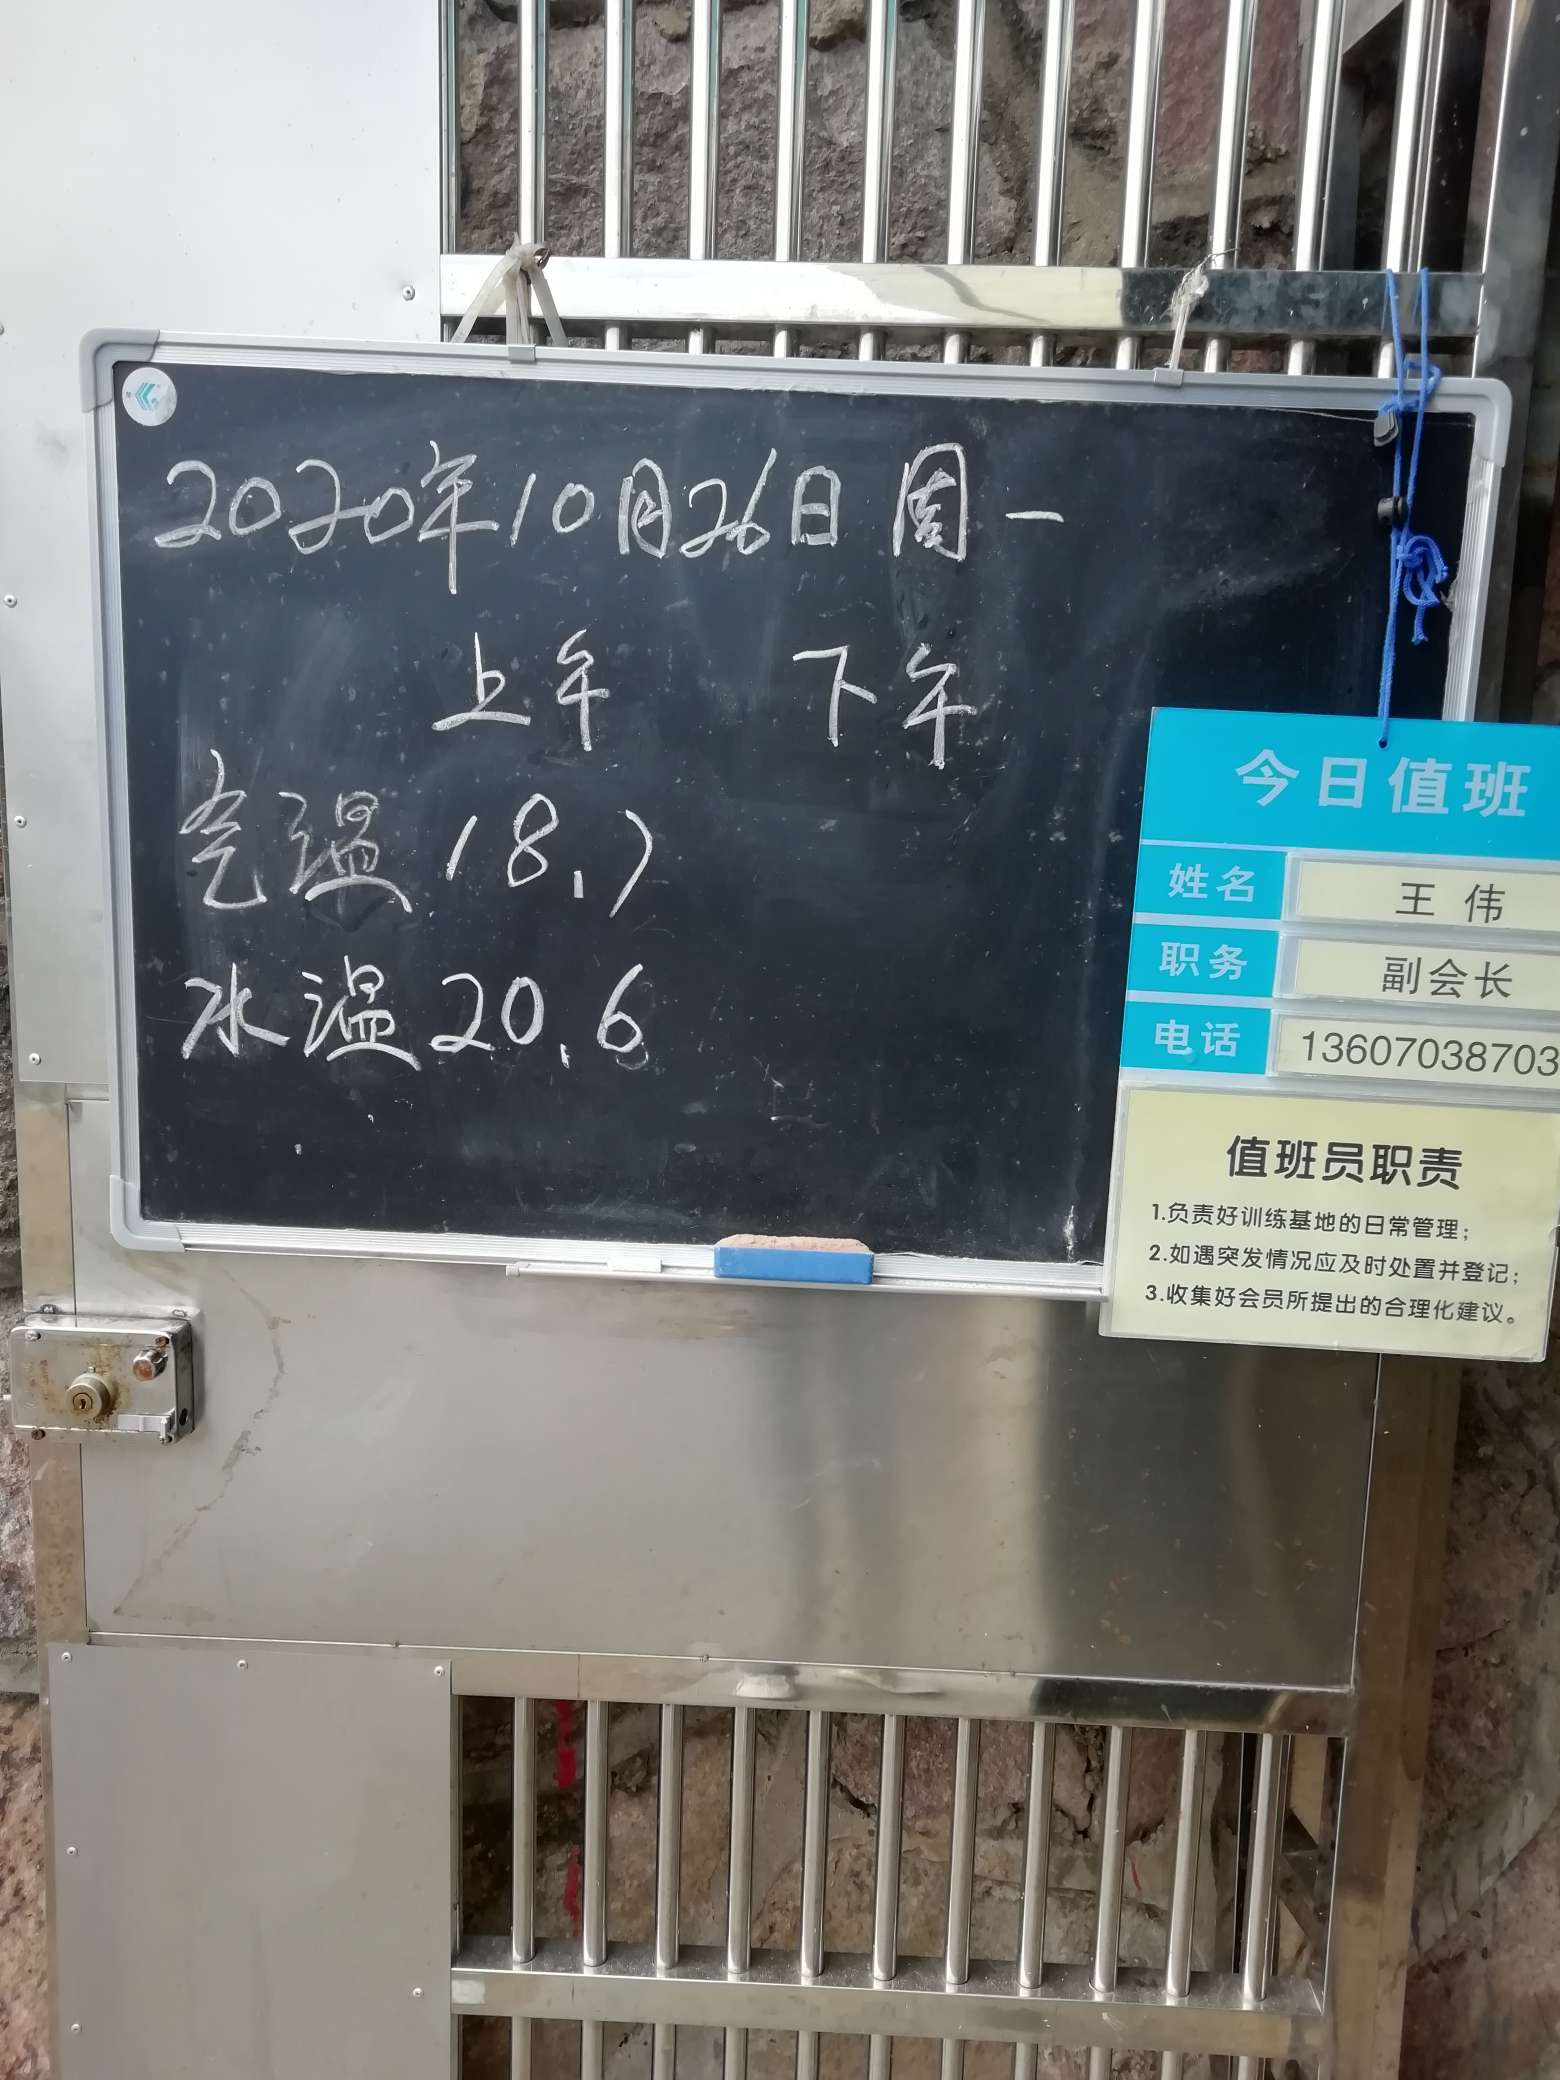 2020年10月26日 周一
上午 下午
气温 18.7
水温 20.6
今日值班
姓名 王伟
职务 副会长
电话 13607038703
值班员职责
1.负责好训练基地的日常管理;
2.如遇突发情况应及时处置并登记;
3.收集好会员所提出的合理化建议。